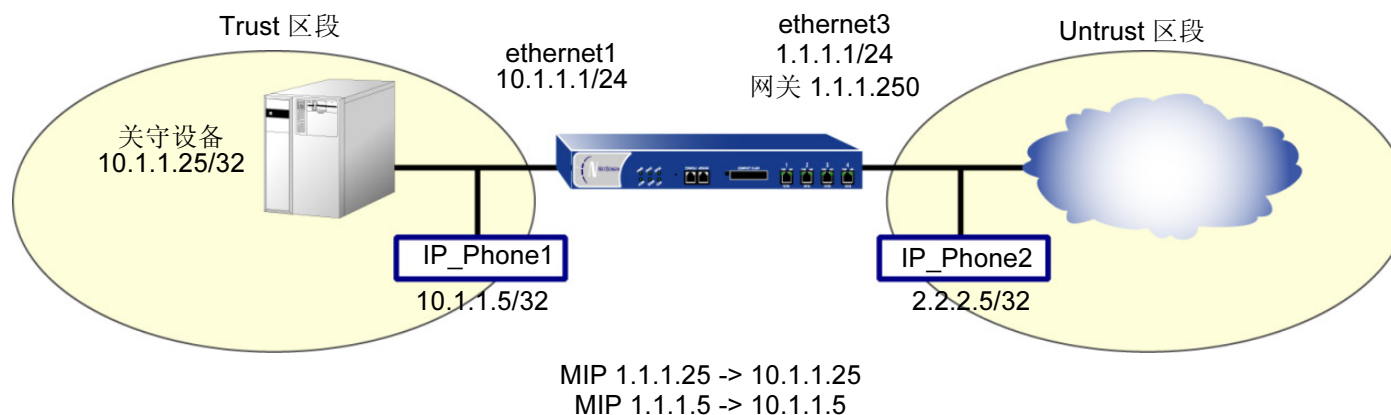 Trust 区段
ethernet1
10.1.1.1/24
ethernet3
1.1.1.1/24
网关 1.1.1.250
Untrust 区段
关守设备
10.1.1.25/32
NetScreen
IP_Phone1
10.1.1.5/32
IP_Phone2
2.2.2.5/32
MIP 1.1.1.25 -> 10.1.1.25
MIP 1.1.1.5 -> 10.1.1.5